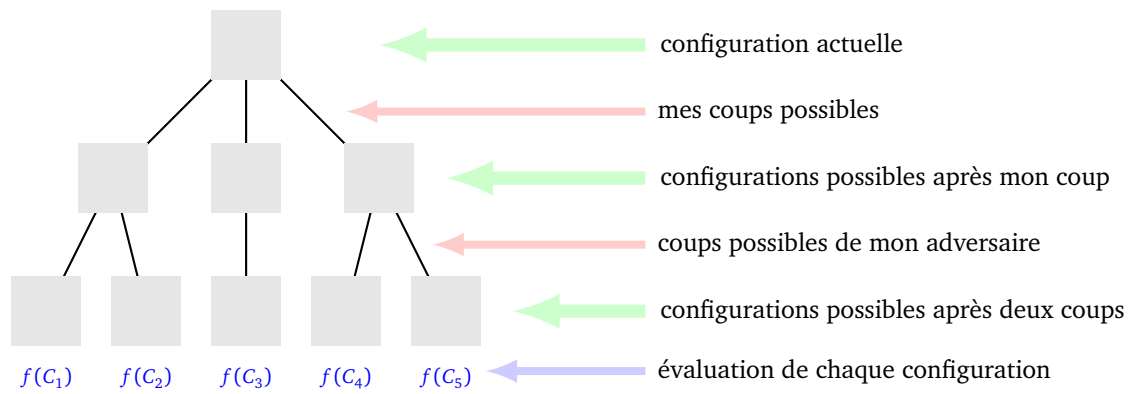 configuration actuelle
mes coups possibles
configurations possibles après mon coup
coups possibles de mon adversaire
configurations possibles après deux coups
f(C₁) f(C₂) f(C₃) f(C₄) f(C₅) évaluation de chaque configuration